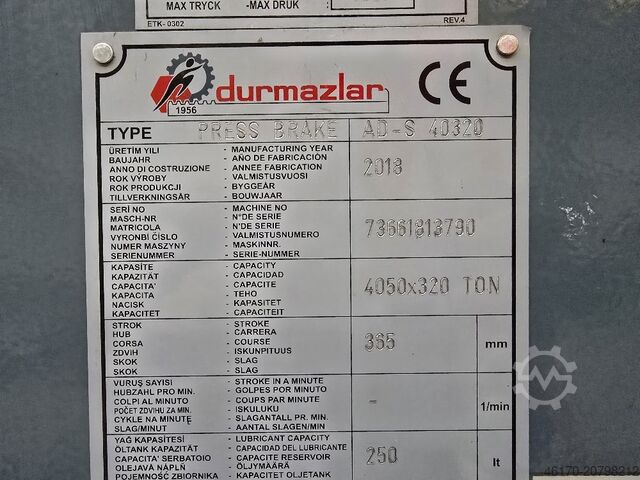 MAX TRYCK -MAX DRUK :
ETK- 0302 REV.4
durmazlar CE
1956
TYPE PRESS BRAKE AD-S 40320
ÜRETİM YILI - MANUFACTURING YEAR
BAUJAHR - AÑO DE FABRICACIÓN
ANNO DI COSTRUZIONE - ANNEE FABRICATION
ROK VÝROBY - VALMISTUSVUOSI
ROK PRODUKCJI - BYGGEÄR
TILLVERKNINGSÅR - BOUWJAAR
2018
SERİ NO - MACHINE NO
MASCH-NR - N°DE SERIE
MATRICOLA - N'DE SERIE
VYRONBÍ ČÍSLO - VALMISTUSNUMERO
NUMER MASZYNY - MASKINNR.
SERIENUMMER - SERIE-NUMMER
73661813790
KAPASİTE - CAPACITY
KAPAZITÄT - CAPACIDAD
CAPACITA' - CAPACITE
KAPACITA - TEHO
NACISK - KAPASITET
KAPACITET - CAPACITEIT
4050x320 TON
STROK - STROKE
HUB - CARRERA
CORSA - COURSE
ZDVIH - ISKUNPITUUS
SKOK - SLAG
SKOK - SLAG
365 mm
VURUŞ SAYISI - STROKE IN A MINUTE
HUBZAHL PRO MIN. - GOLPES POR MINUTO
COLPI AL MINUTO - COUPS PAR MINUTE
POČET ZDVIHU ZA MIN. - ISKULUKU
CYKLE NA MINUTĘ - SLAGANTALL PR. MIN.
SLAG/MINUT - AANTAL SLAGEN/MIN
- 1/min
YAĞ KAPASİTESİ - LUBRICANT CAPACITY
ÖLTANK KAPAZITÄT - CAPACIDAD DEL LUBRICANTE
CAPACITA' SERBATOIO - CAPACITE RESERVOIR
OLEJAVÁ NÁPLŇ - ÖLJYMÄÄRÄ
POJEMNOŚĆ ZBIORNIKA - KAPASITET OLJETANK
250 lt
46170-20798212